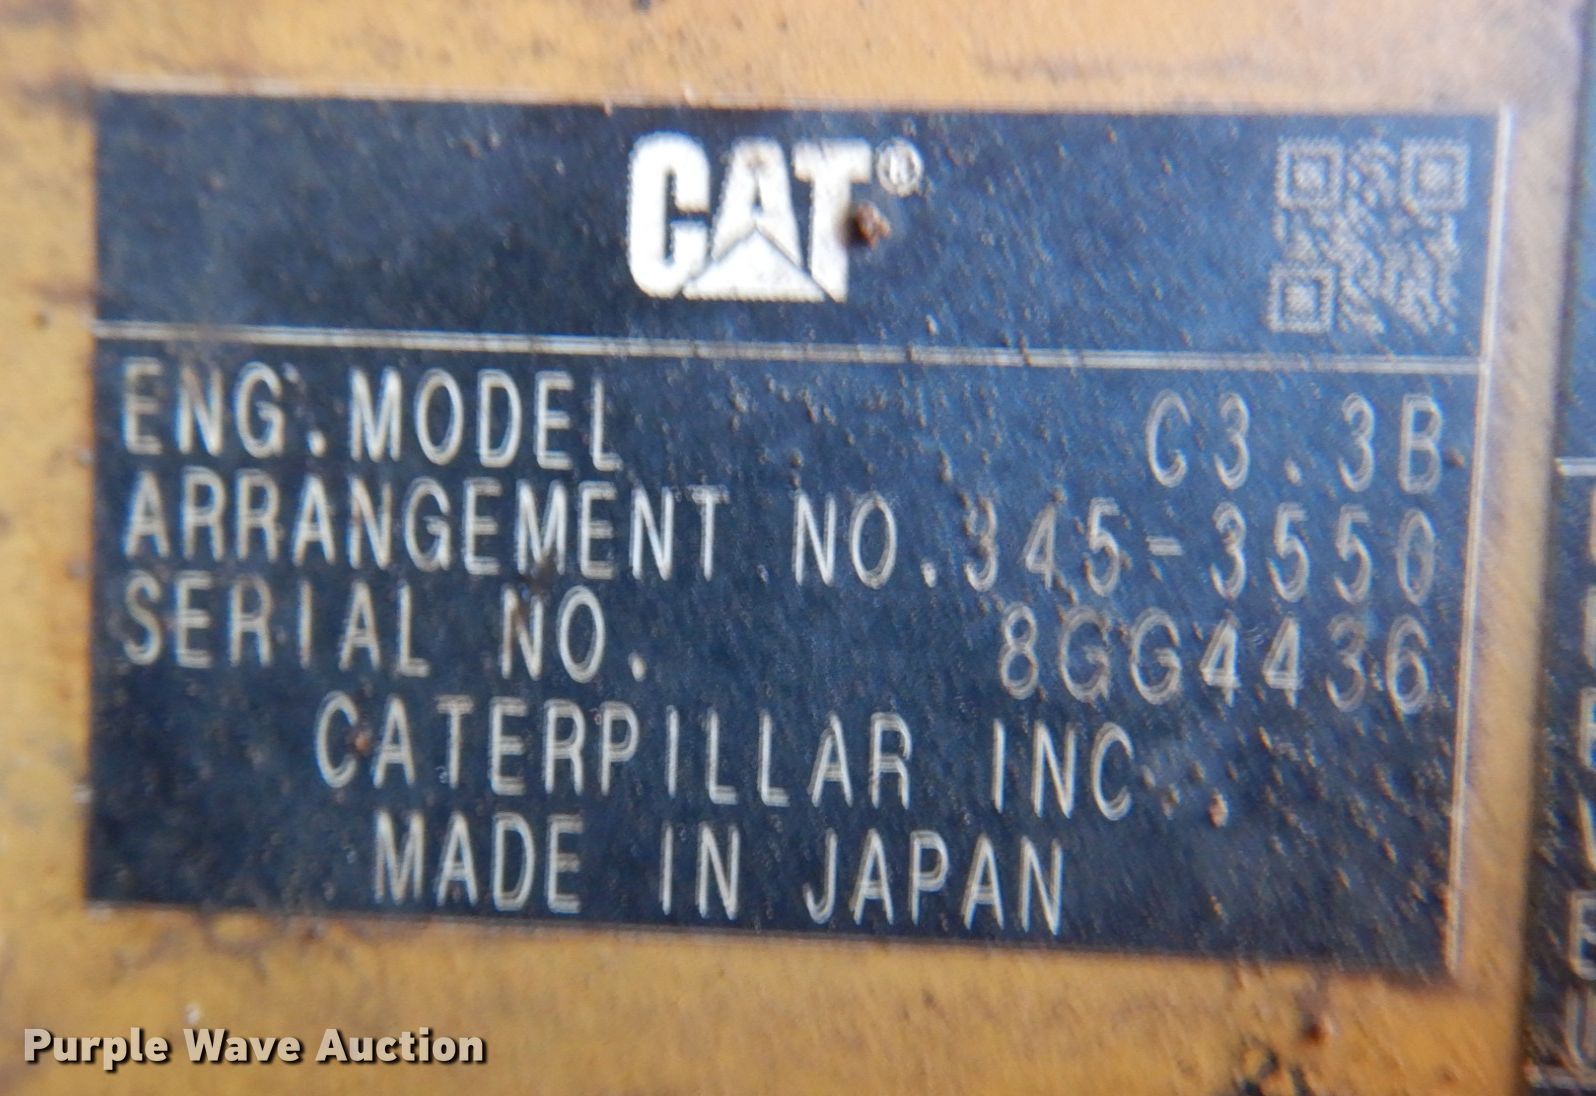 CAT®
ENG.MODEL C3.3B
ARRANGEMENT NO.345-3550
SERIAL NO. 8GG4436
CATERPILLAR INC.
MADE IN JAPAN
Purple Wave Auction